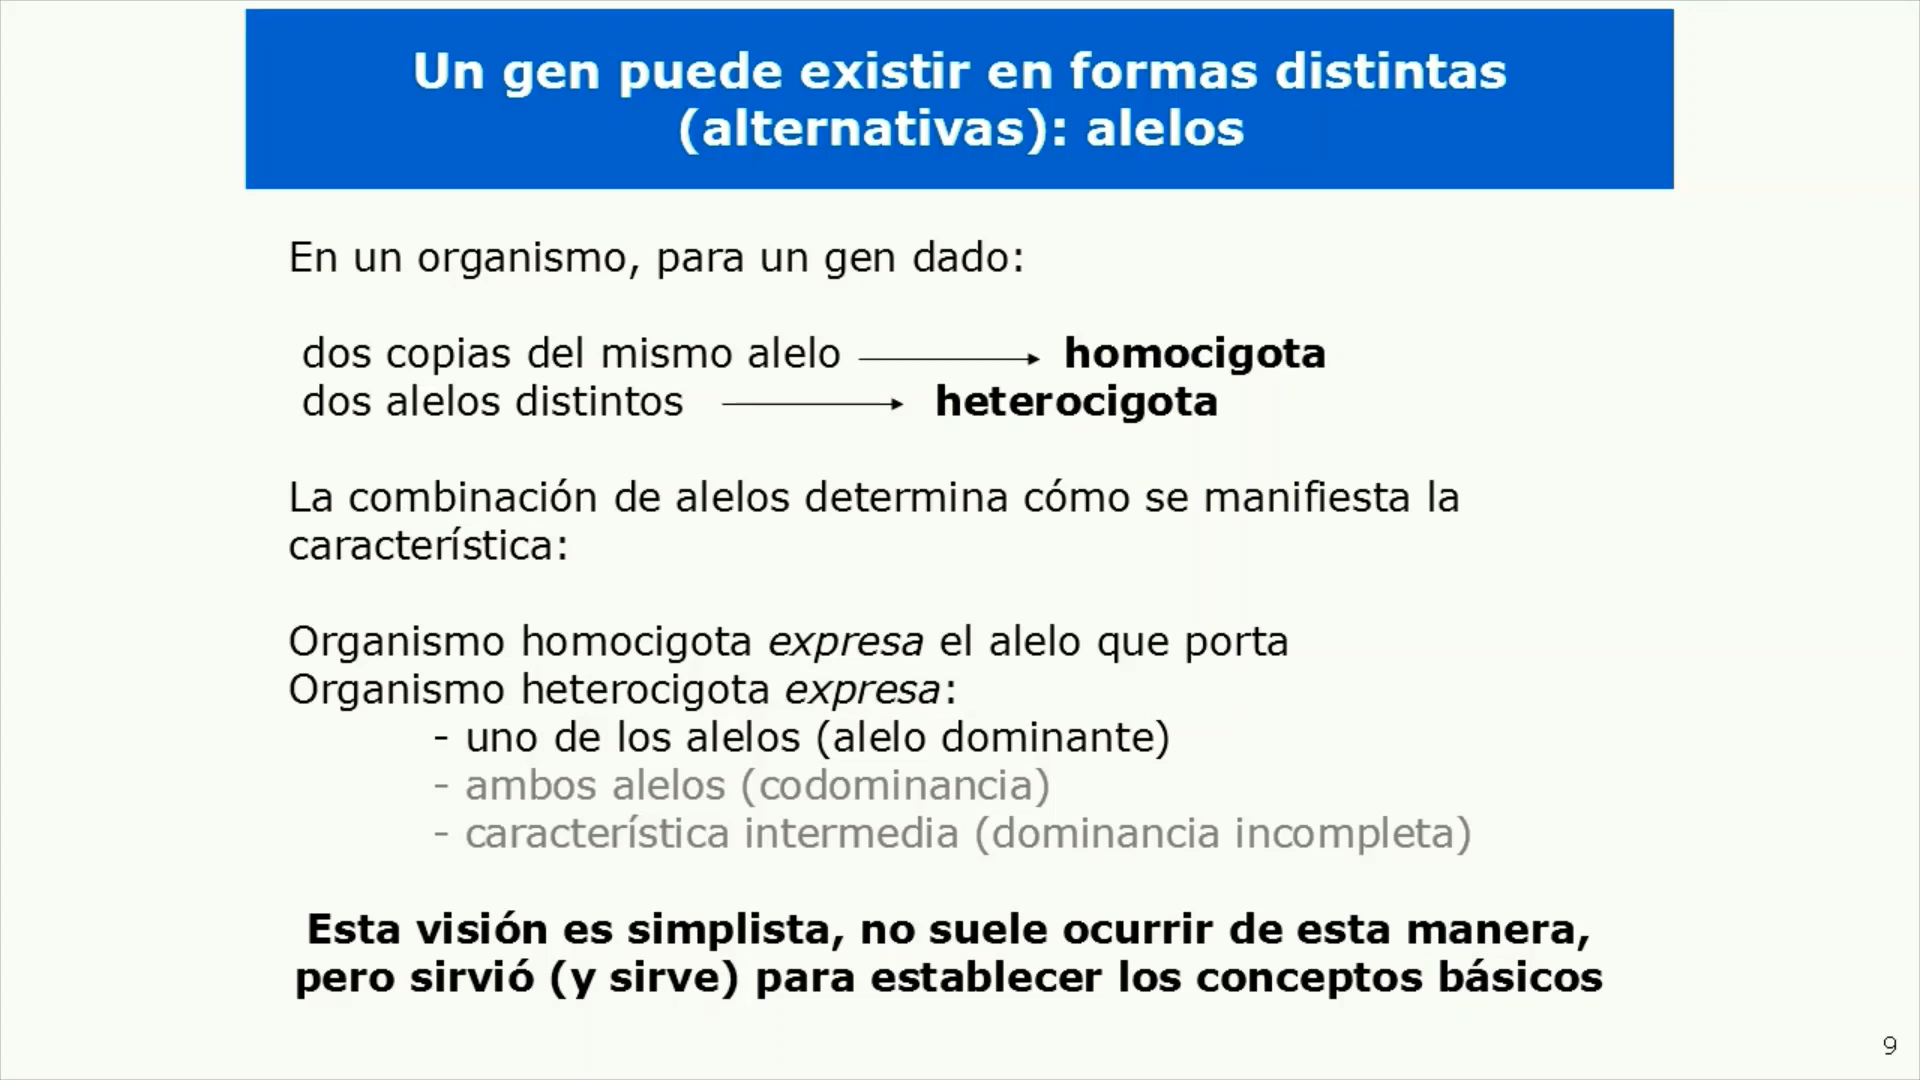 Un gen puede existir en formas distintas
(alternativas): alelos
En un organismo, para un gen dado:
dos copias del mismo alelo homocigota
dos alelos distintos heterocigota
La combinación de alelos determina cómo se manifiesta la
característica:
Organismo homocigota expresa el alelo que porta
Organismo heterocigota expresa:
- uno de los alelos (alelo dominante)
- ambos alelos (codominancia)
- característica intermedia (dominancia incompleta)
Esta visión es simplista, no suele ocurrir de esta manera,
pero sirvió (y sirve) para establecer los conceptos básicos
9